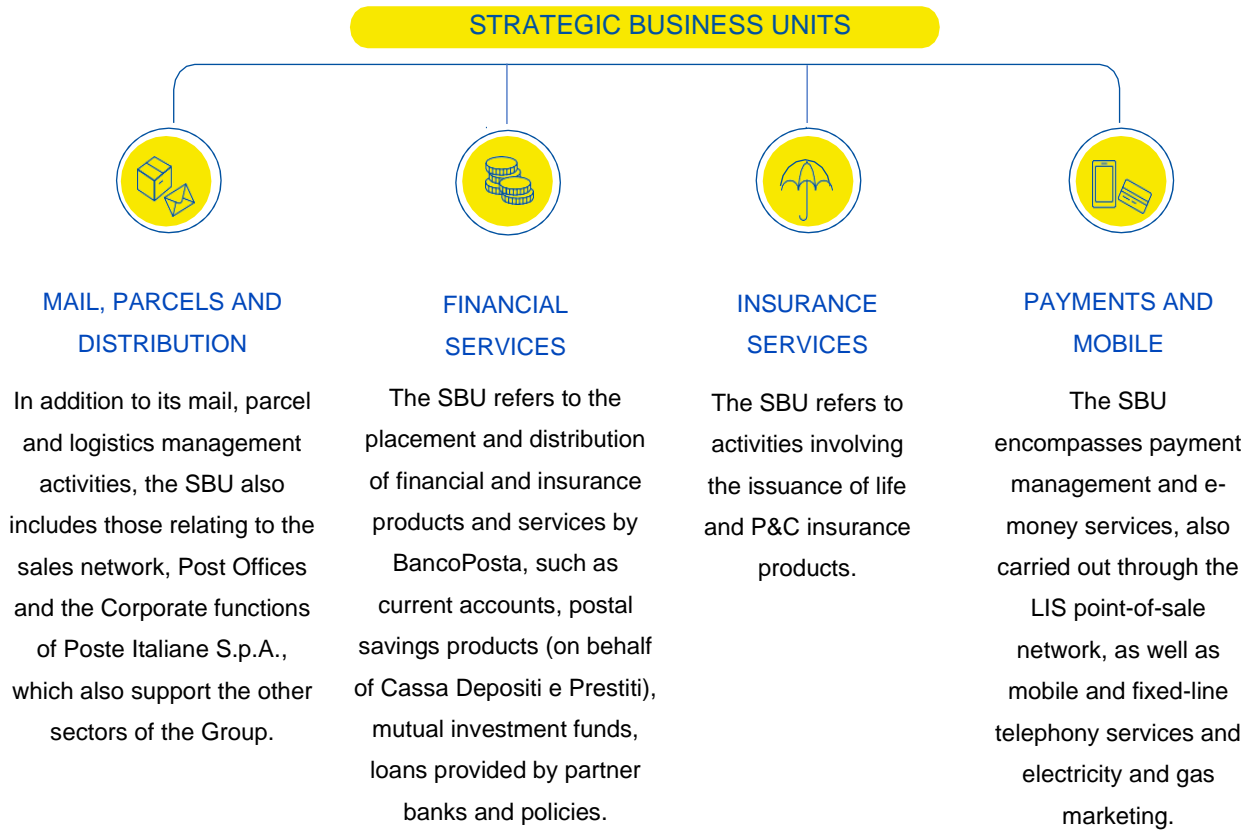 STRATEGIC BUSINESS UNITS
MAIL, PARCELS AND
DISTRIBUTION
In addition to its mail, parcel
and logistics management
activities, the SBU also
includes those relating to the
sales network, Post Offices
and the Corporate functions
of Poste Italiane S.p.A.,
which also support the other
sectors of the Group.
FINANCIAL
SERVICES
The SBU refers to the
placement and distribution
of financial and insurance
products and services by
BancoPosta, such as
current accounts, postal
savings products (on behalf
of Cassa Depositi e Prestiti),
mutual investment funds,
loans provided by partner
banks and policies.
INSURANCE
SERVICES
The SBU refers to
activities involving
the issuance of life
and P&C insurance
products.
PAYMENTS AND
MOBILE
The SBU
encompasses payment
management and e-
money services, also
carried out through the
LIS point-of-sale
network, as well as
mobile and fixed-line
telephony services and
electricity and gas
marketing.